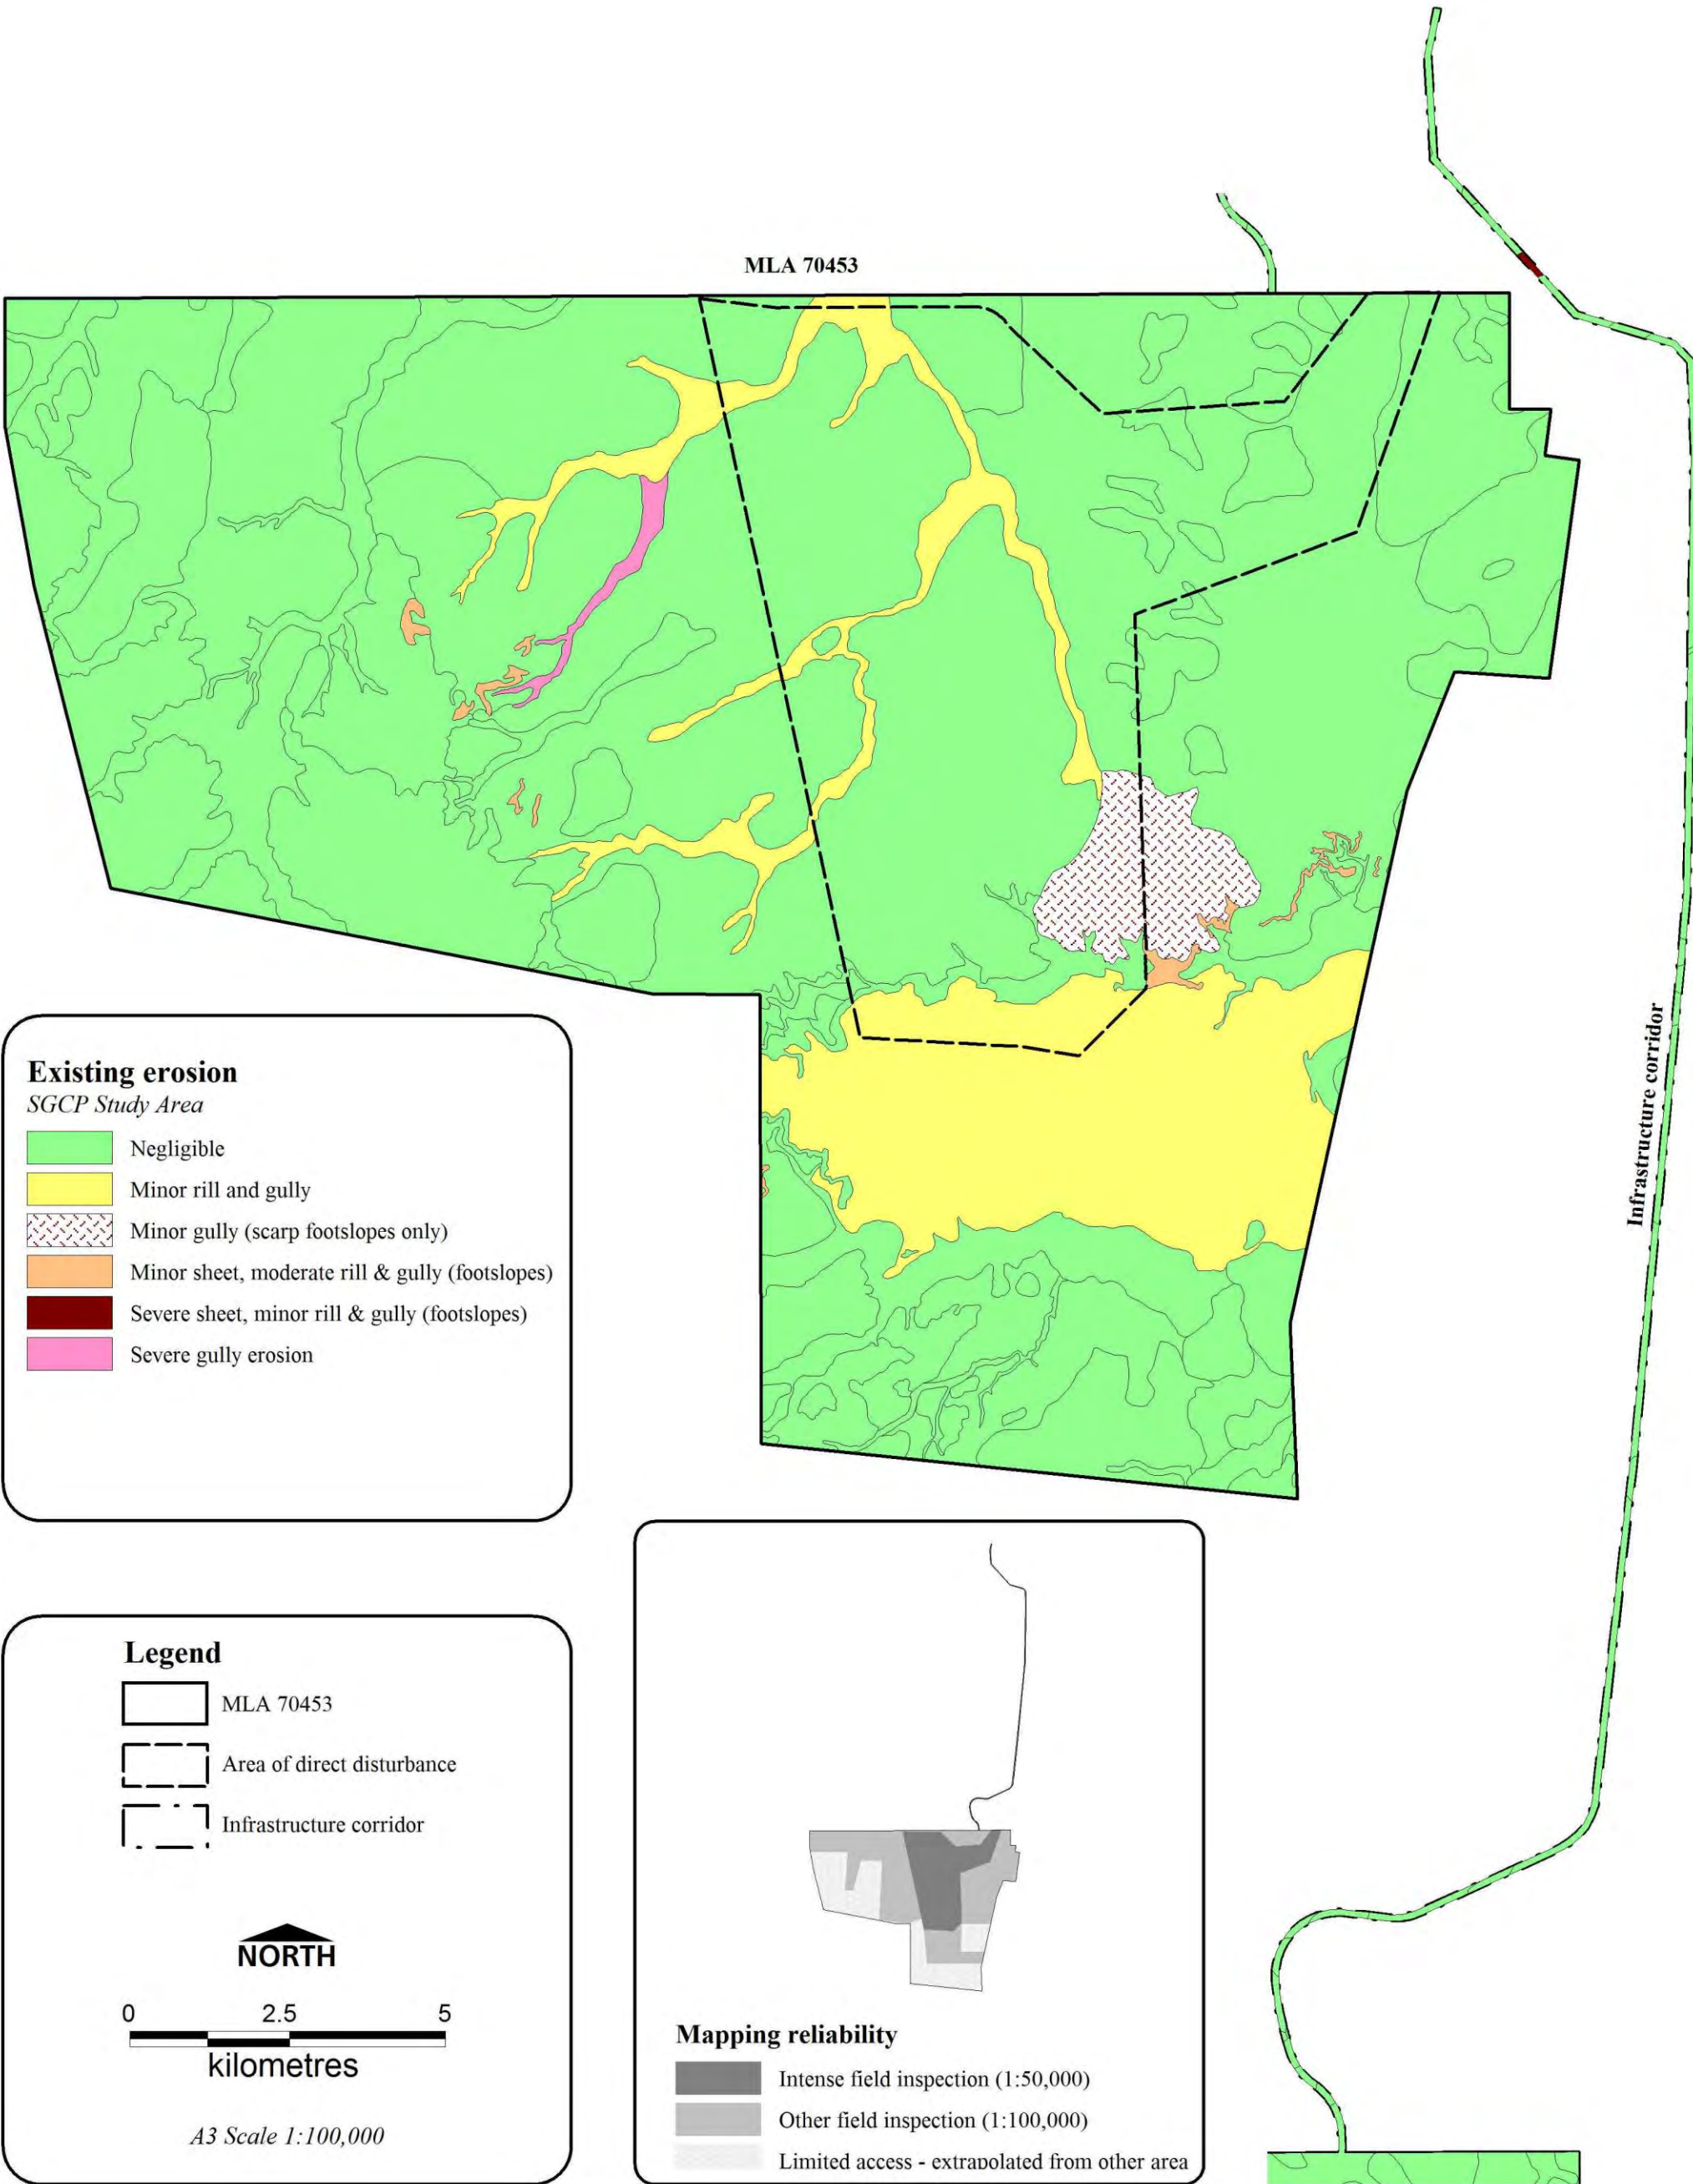 MLA 70453
Infrastructure corridor
Existing erosion
SGCP Study Area
Negligible
Minor rill and gully
Minor gully (scarp footslopes only)
Minor sheet, moderate rill & gully (footslopes)
Severe sheet, minor rill & gully (footslopes)
Severe gully erosion
Legend
MLA 70453
Area of direct disturbance
Infrastructure corridor
NORTH
0 2.5 5
kilometres
A3 Scale 1:100,000
Mapping reliability
Intense field inspection (1:50,000)
Other field inspection (1:100,000)
Limited access - extrapolated from other area